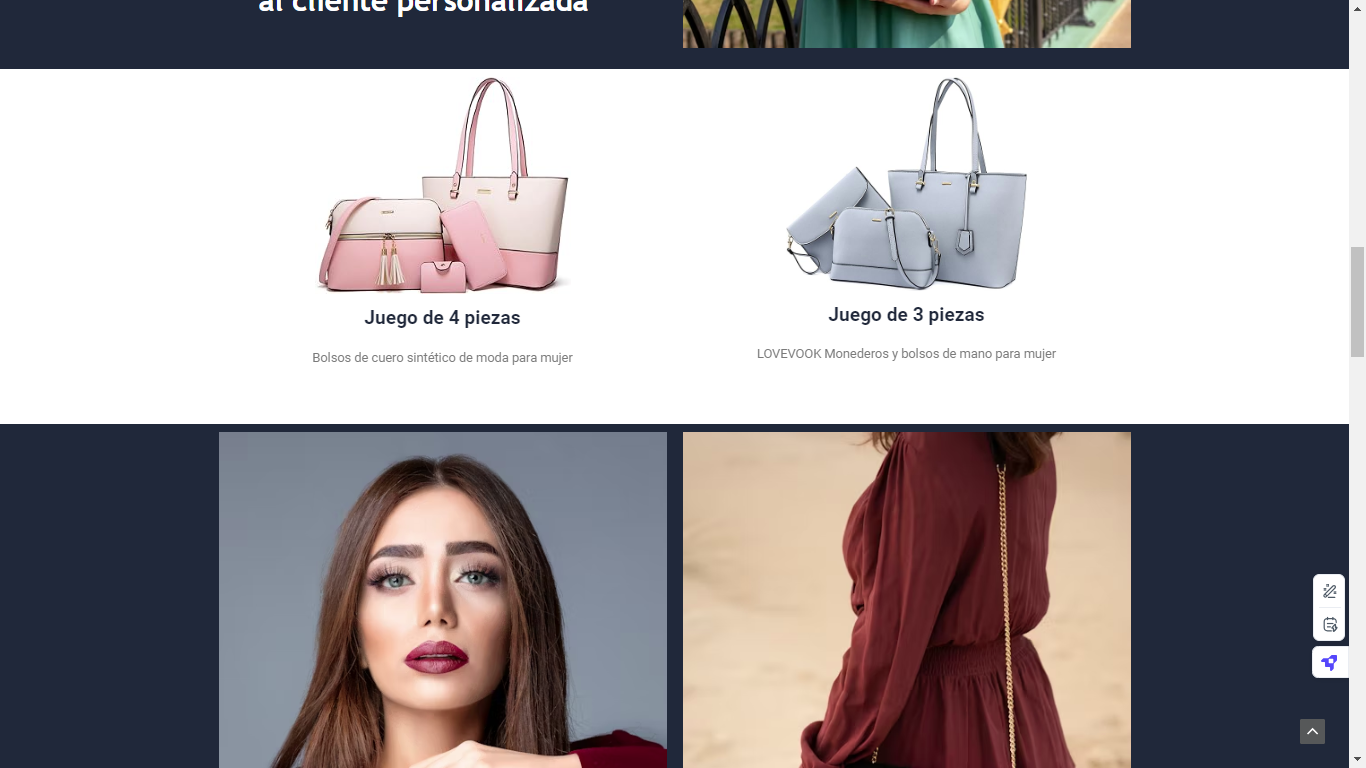 al cliente personalizada
Juego de 4 piezas
Juego de 3 piezas
Bolsos de cuero sintético de moda para mujer
LOVEVOOK Monederos y bolsos de mano para mujer